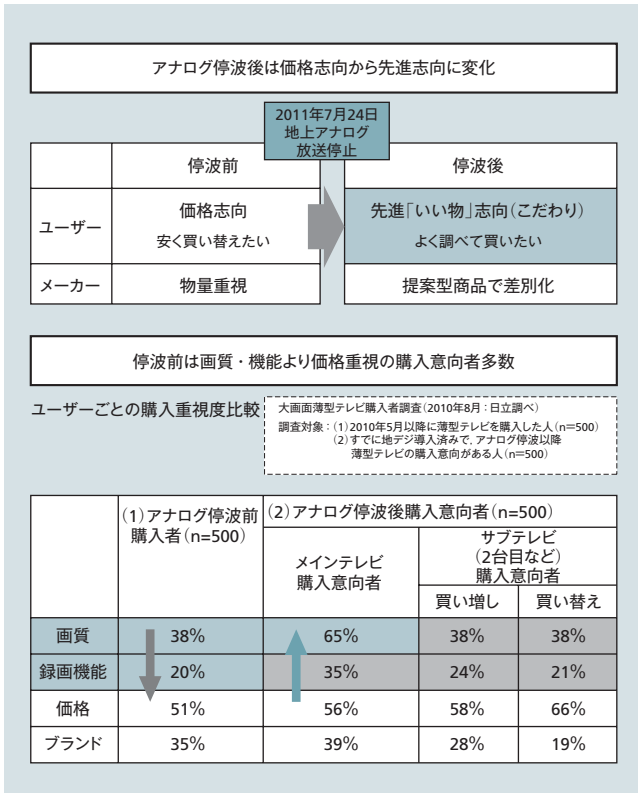 アナログ停波後は価格志向から先進志向に変化
2011年7月24日
地上アナログ
放送停止
停波前
停波後
ユーザー
価格志向
安く買い替えたい
先進「いい物」志向(こだわり)
よく調べて買いたい
メーカー
物量重視
提案型商品で差別化
停波前は画質・機能より価格重視の購入意向者多数
ユーザーごとの購入重視度比較
大画面薄型テレビ購入者調査(2010年8月:日立調べ)
調査対象:(1)2010年5月以降に薄型テレビを購入した人(n=500)
(2)すでに地デジ導入済みで,アナログ停波以降
薄型テレビの購入意向がある人(n=500)
(1)アナログ停波前
購入者(n=500)
(2)アナログ停波後購入意向者(n=500)
メインテレビ
購入意向者
サブテレビ
(2台目など)
購入意向者
買い増し
買い替え
画質 38% 65% 38% 38%
録画機能 20% 35% 24% 21%
価格 51% 56% 58% 66%
ブランド 35% 39% 28% 19%